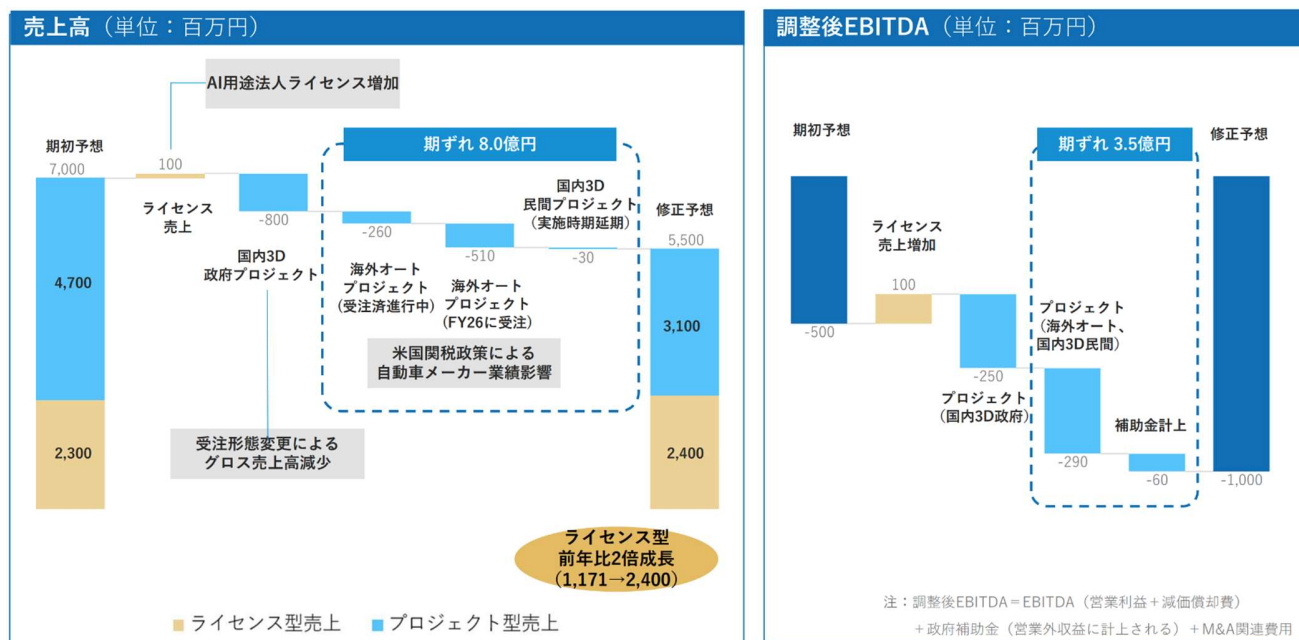 売上高（単位：百万円）
AI用途法人ライセンス増加
期初予想
7,000
100
ライセンス
売上
-800
国内3D
政府プロジェクト
期ずれ 8.0億円
-260
海外オート
プロジェクト
(受注済進行中)
-510
海外オート
プロジェクト
(FY26に受注)
国内3D
民間プロジェクト
(実施時期延期)
-30
米国関税政策による
自動車メーカー業績影響
修正予想
5,500
4,700
2,300
3,100
2,400
受注形態変更による
グロス売上高減少
ライセンス型
前年比2倍成長
(1,171→2,400)
ライセンス型売上
プロジェクト型売上
調整後EBITDA（単位：百万円）
期初予想
-500
ライセンス
売上増加
100
-250
プロジェクト
(国内3D政府)
期ずれ 3.5億円
プロジェクト
(海外オート、
国内3D民間)
-290
補助金計上
-60
修正予想
-1,000
注：調整後EBITDA＝EBITDA（営業利益＋減価償却費）
＋政府補助金（営業外収益に計上される）＋M&A関連費用